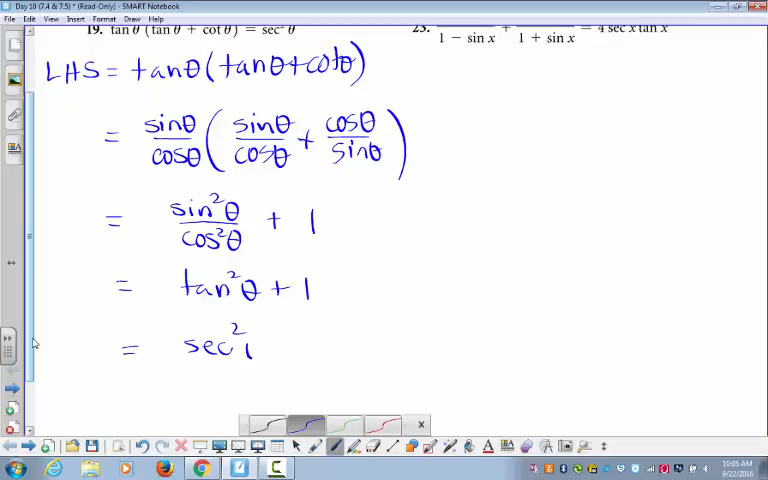 Day 10 (7.4 & 7.5) * (Read-Only) - SMART Notebook
File Edit View Insert Format Draw Help
19. tan θ (tan θ + cot θ) = sec² θ
1 − sin x + 1 + sin x = 4 sec x tan x
LHS = tanθ(tanθ+cotθ)
= sinθ/cosθ (sinθ/cosθ + cosθ/sinθ)
= sin²θ/cos²θ + 1
= tan²θ + 1
= sec²
10:05 AM
9/22/2016